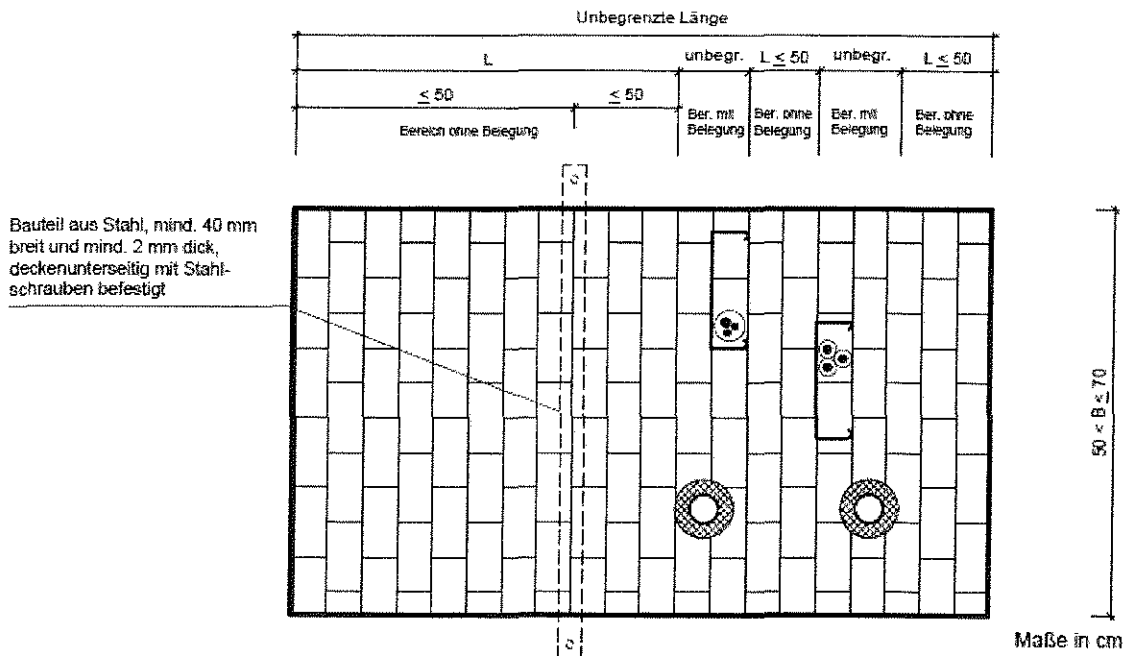 Unbegrenzte Länge
L
unbegr.
L ≤ 50
unbegr.
L ≤ 50
≤ 50
≤ 50
Bereich ohne Belegung
Ber. mit
Belegung
Ber. ohne
Belegung
Ber. mit
Belegung
Ber. ohne
Belegung
Bauteil aus Stahl, mind. 40 mm
breit und mind. 2 mm dick,
deckenunterseitig mit Stahl-
schrauben befestigt
50 < B ≤ 70
Maße in cm